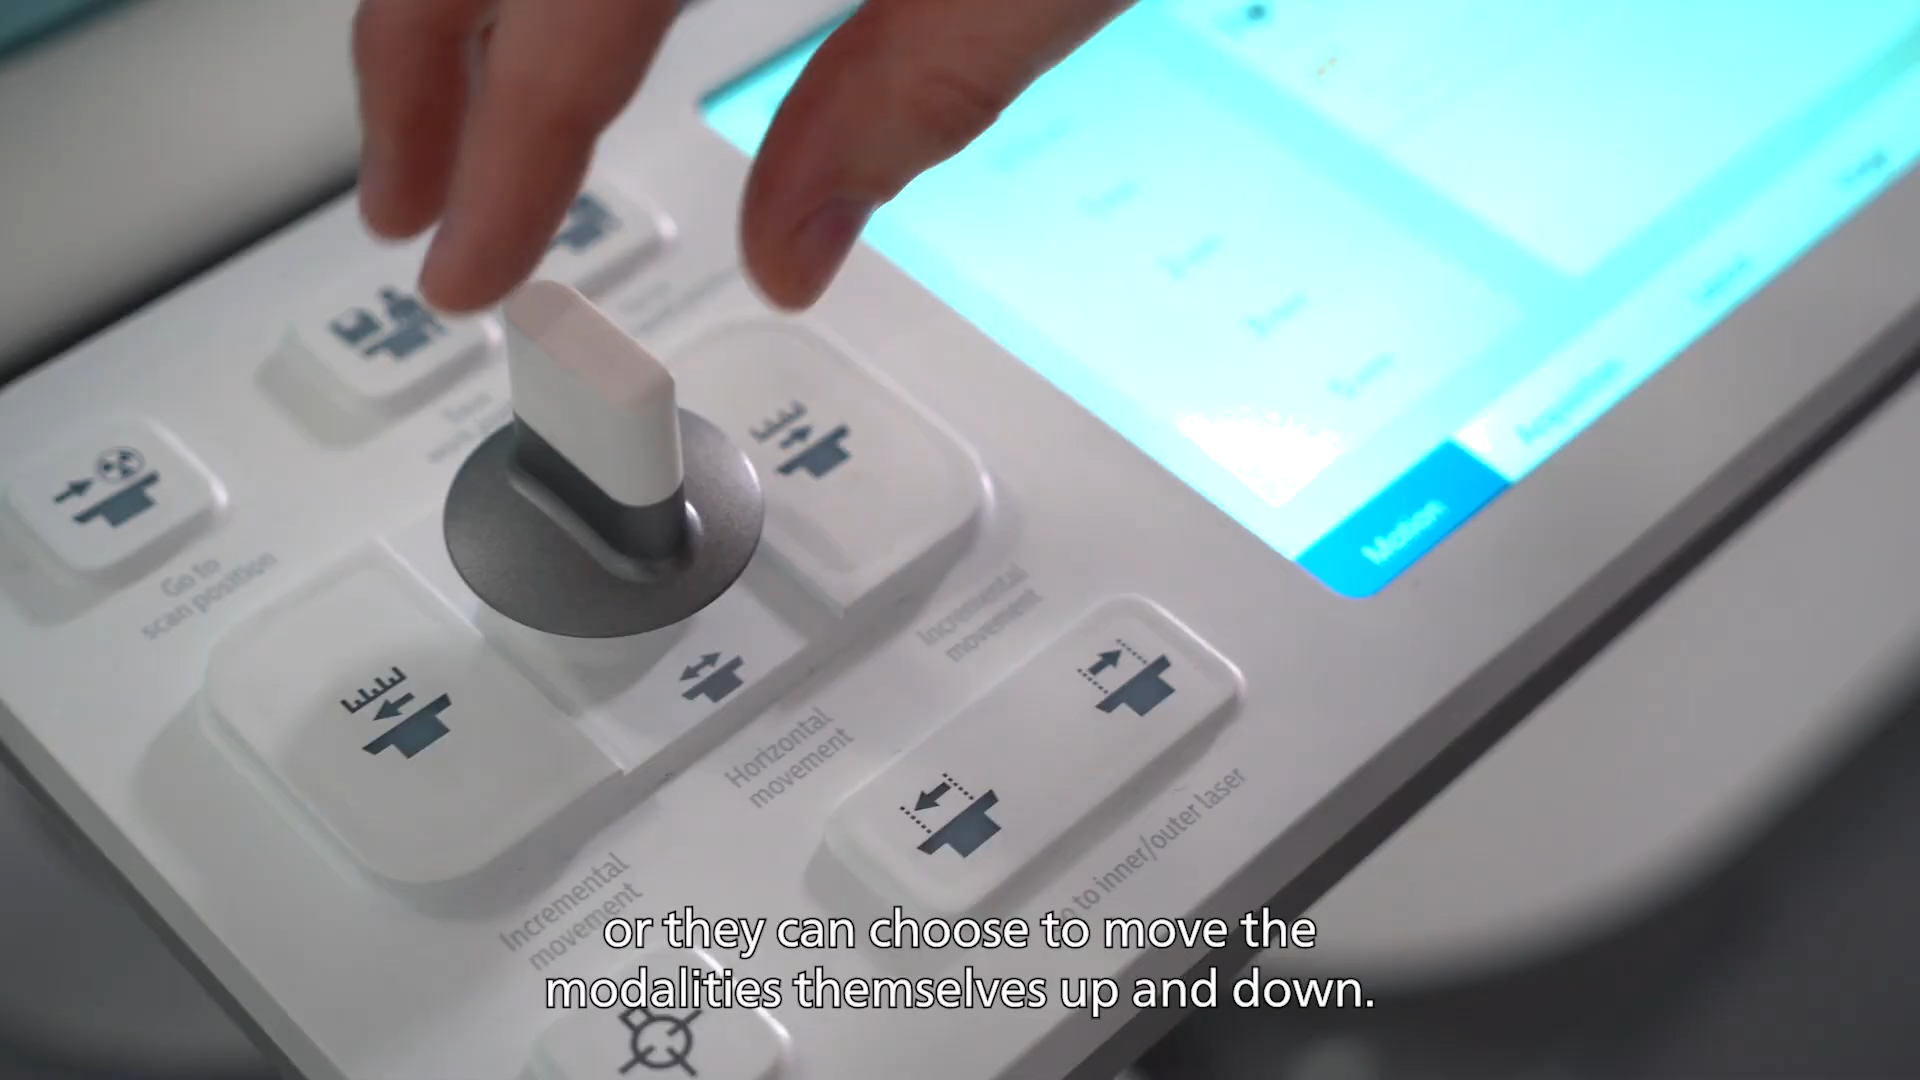 Motion
Go to
scan position
Incremental
movement
Horizontal
movement
Incremental
movement
to inner/outer laser
or they can choose to move the
modalities themselves up and down.